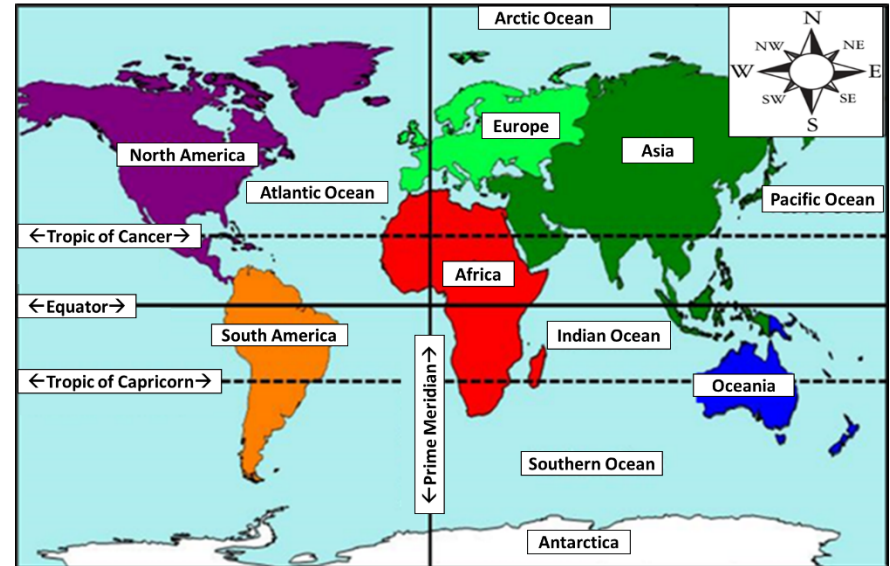 Arctic Ocean
N
NW
NE
W
E
SW
SE
S
Europe
North America
Asia
Atlantic Ocean
Pacific Ocean
←Tropic of Cancer→
Africa
←Equator→
South America
Indian Ocean
←Tropic of Capricorn→
←Prime Meridian→
Oceania
Southern Ocean
Antarctica